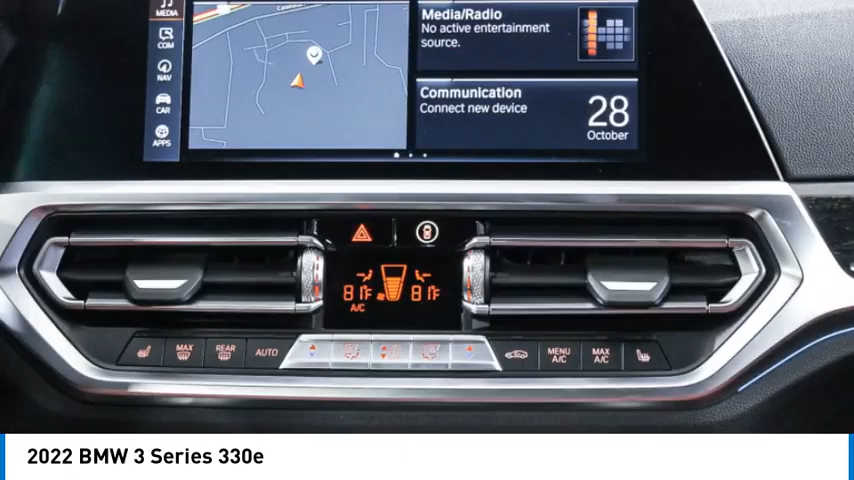 MEDIA
COM
NAV
CAR
APPS
Media/Radio
No active entertainment
source.
Communication
Connect new device
28
October
81°F
81°F
A/C
MAX
REAR
AUTO
MENU
A/C
MAX
A/C
2022 BMW 3 Series 330e